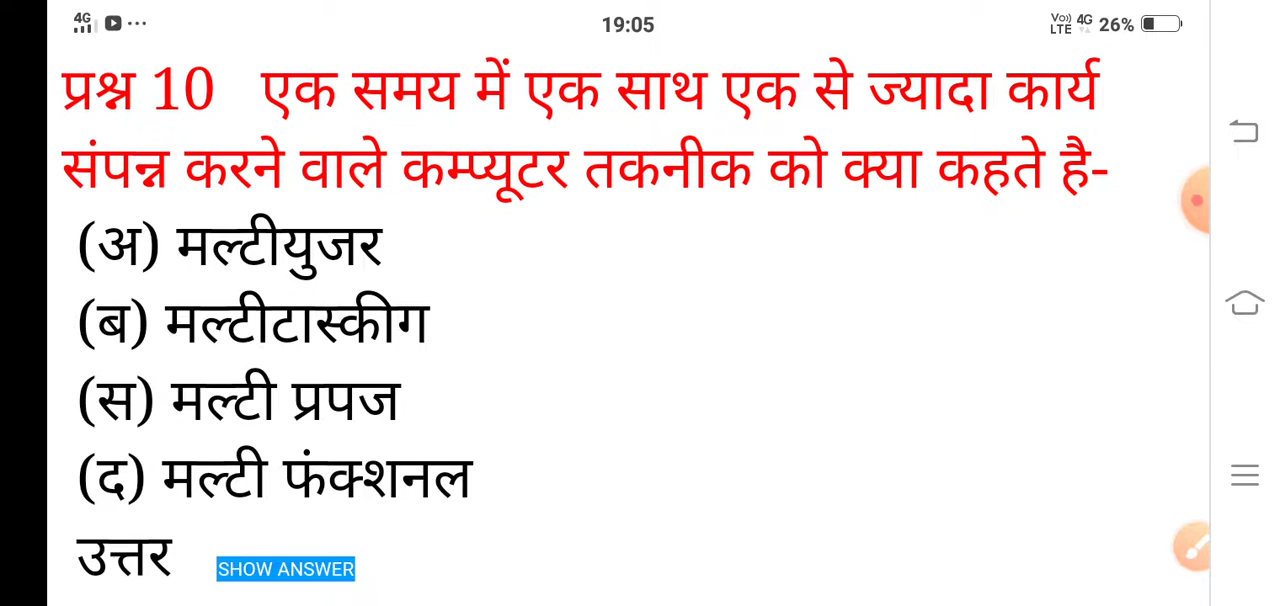 4G ... 19:05 Vo) LTE 4G 26%
प्रश्न 10 एक समय में एक साथ एक से ज्यादा कार्य
संपन्न करने वाले कम्प्यूटर तकनीक को क्या कहते है-
(अ) मल्टीयुजर
(ब) मल्टीटास्कीग
(स) मल्टी प्रपज
(द) मल्टी फंक्शनल
उत्तर SHOW ANSWER